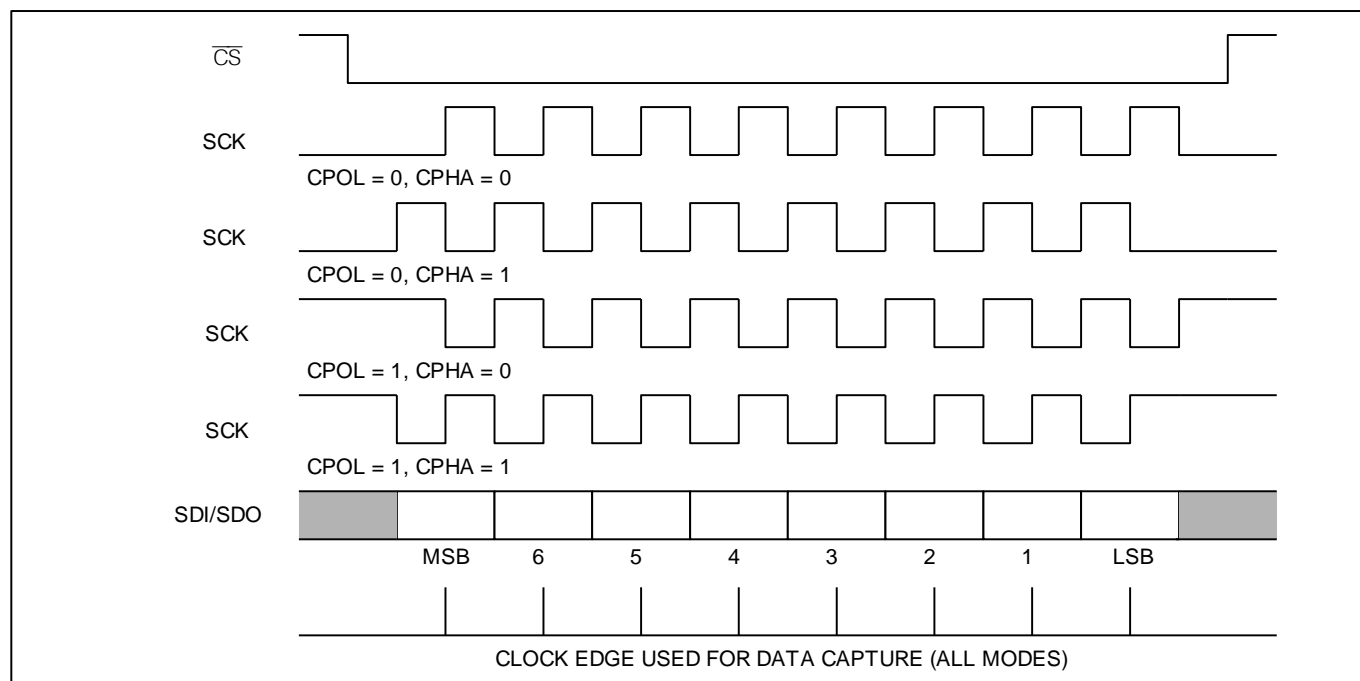 CS
SCK
CPOL = 0, CPHA = 0
SCK
CPOL = 0, CPHA = 1
SCK
CPOL = 1, CPHA = 0
SCK
CPOL = 1, CPHA = 1
SDI/SDO
MSB 6 5 4 3 2 1 LSB
CLOCK EDGE USED FOR DATA CAPTURE (ALL MODES)